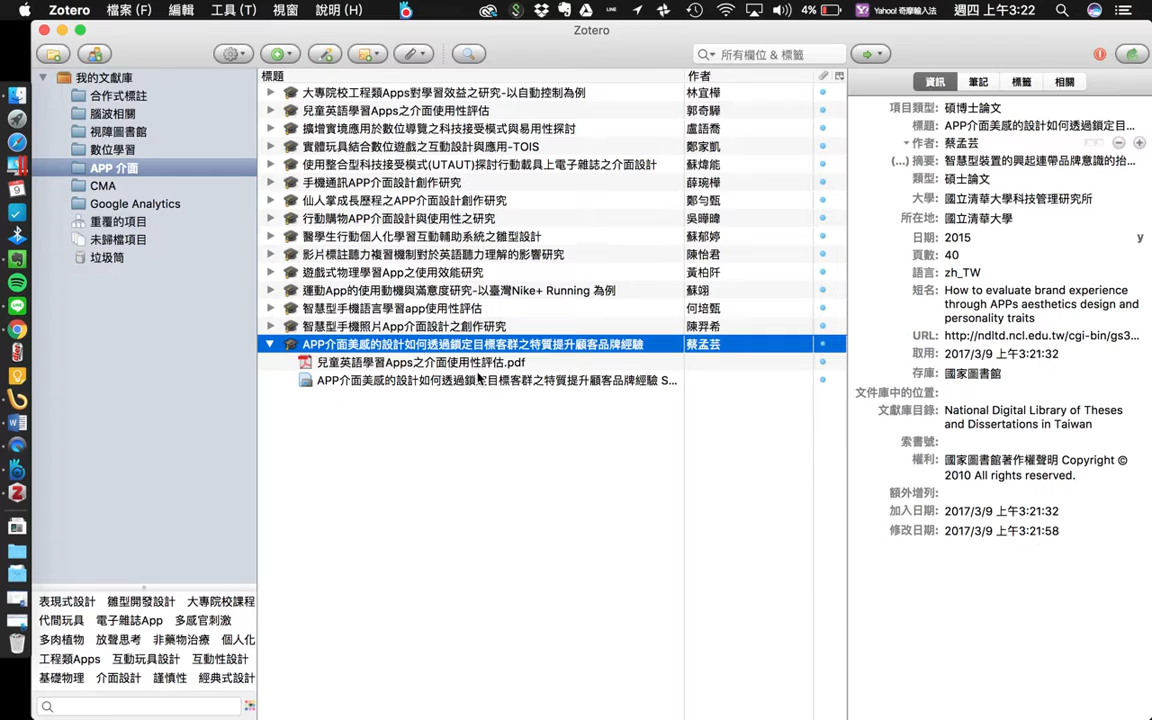 Zotero 檔案 (F) 編輯 工具 (T) 視窗 說明 (H) LINE 4% Yahoo! 奇摩輸入法 週四 上午3:22
Zotero
所有欄位 & 標籤
我的文獻庫
合作式標註
腦波相關
視障圖書館
數位學習
APP 介面
CMA
Google Analytics
重覆的項目
未歸檔項目
垃圾筒
標題 作者
大專院校工程類Apps對學習效益之研究-以自動控制為例 林宜樺
兒童英語學習Apps之介面使用性評估 郭奇驊
擴增實境應用於數位導覽之科技接受模式與易用性探討 盧語喬
實體玩具結合數位遊戲之互動設計與應用-TOIS 鄭家凱
使用整合型科技接受模式(UTAUT)探討行動載具上電子雜誌之介面設計 蘇煒能
手機通訊APP介面設計創作研究 薛琬樺
仙人掌成長歷程之APP介面設計創作研究 鄭勻甄
行動購物APP介面設計與使用性之研究 吳曄暐
醫學生行動個人化學習互動輔助系統之雛型設計 蘇郁婷
影片標註聽力複習機制對於英語聽力理解的影響研究 陳怡君
遊戲式物理學習App之使用效能研究 黃柏阡
運動App的使用動機與滿意度研究-以臺灣Nike+ Running 為例 蘇翊
智慧型手機語言學習app使用性評估 何培甄
智慧型手機照片App介面設計之創作研究 陳羿希
APP介面美感的設計如何透過鎖定目標客群之特質提升顧客品牌經驗 蔡孟芸
兒童英語學習Apps之介面使用性評估.pdf
APP介面美感的設計如何透過鎖定目標客群之特質提升顧客品牌經驗 S...
資訊 筆記 標籤 相關
項目類型: 碩博士論文
標題: APP介面美感的設計如何透過鎖定目...
作者: 蔡孟芸
(...) 摘要: 智慧型裝置的興起連帶品牌意識的抬...
類型: 碩士論文
大學: 國立清華大學科技管理研究所
所在地: 國立清華大學
日期: 2015 y
頁數: 40
語言: zh_TW
短名: How to evaluate brand experience
through APPs aesthetics design and
personality traits
URL: http://ndltd.ncl.edu.tw/cgi-bin/gs3...
取用: 2017/3/9 上午3:21:32
存庫: 國家圖書館
文件庫中的位置:
文獻庫目錄: National Digital Library of Theses
and Dissertations in Taiwan
索書號:
權利: 國家圖書館著作權聲明 Copyright ©
2010 All rights reserved.
額外增列:
加入日期: 2017/3/9 上午3:21:32
修改日期: 2017/3/9 上午3:21:58
表現式設計 雛型開發設計 大專院校課程
代間玩具 電子雜誌App 多感官刺激
多肉植物 放聲思考 非藥物治療 個人化
工程類Apps 互動玩具設計 互動性設計
基礎物理 介面設計 謹慎性 經典式設計